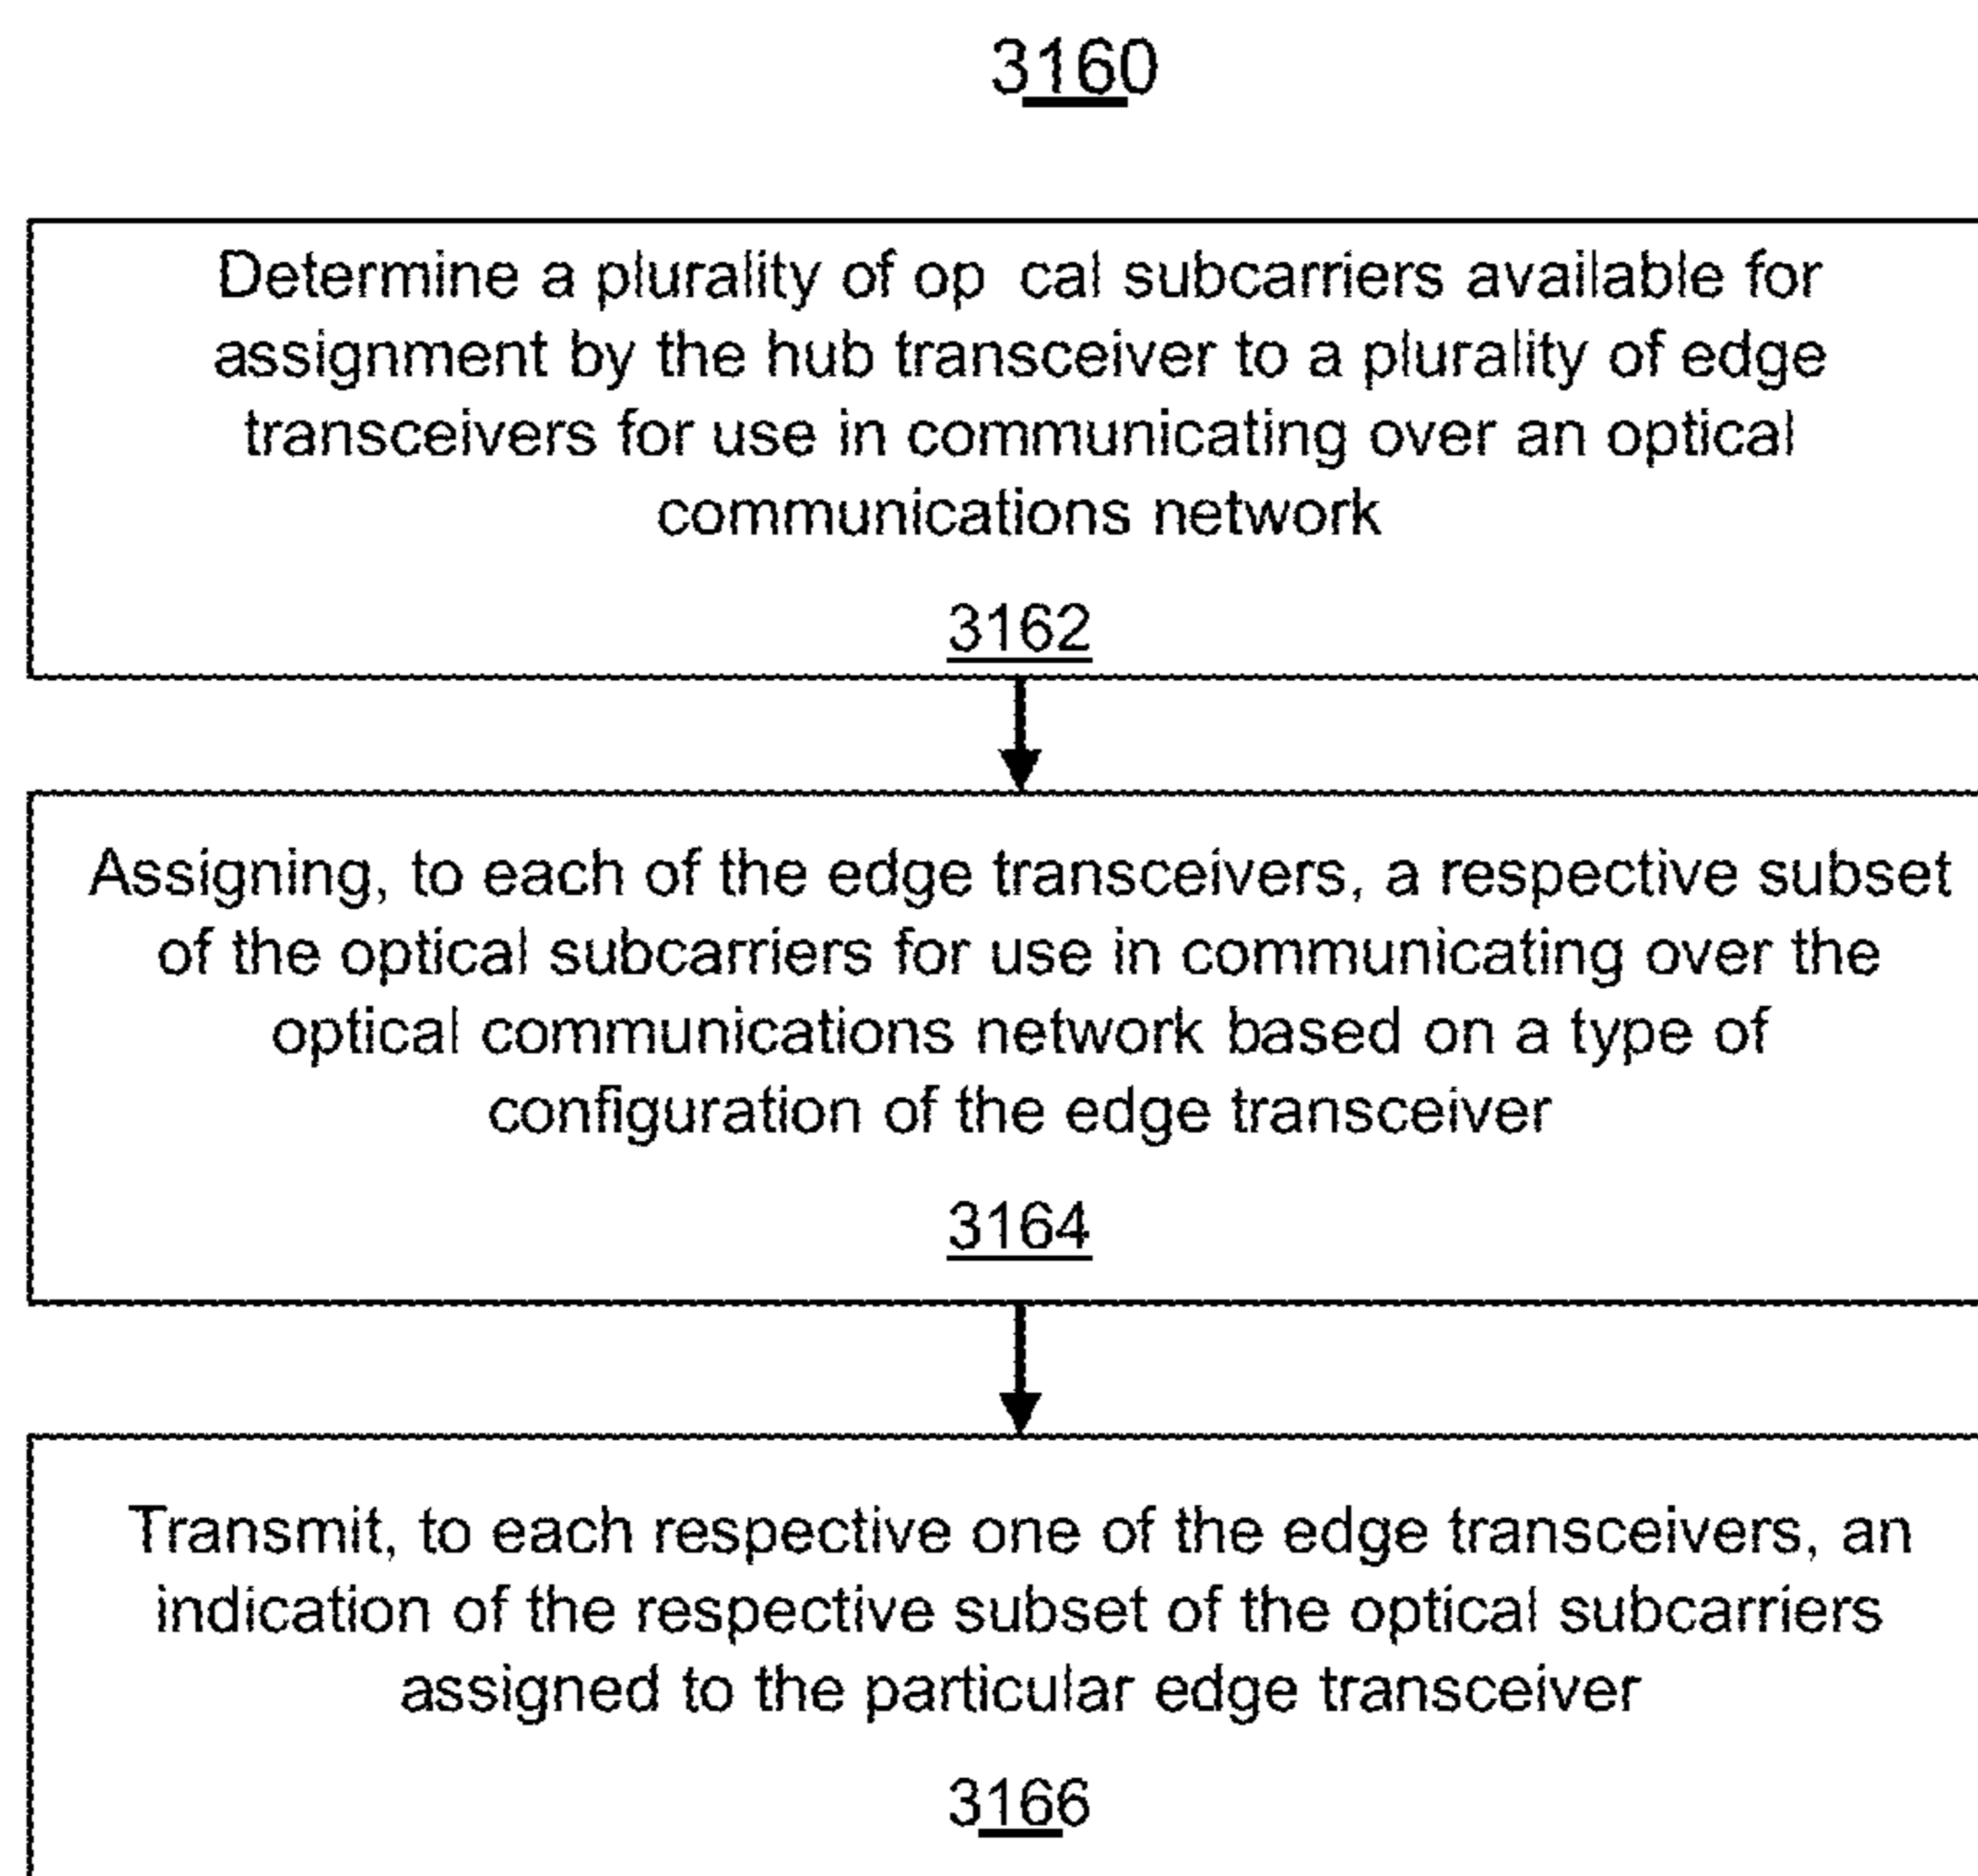 3160
Determine a plurality of op cal subcarriers available for
assignment by the hub transceiver to a plurality of edge
transceivers for use in communicating over an optical
communications network
3162
Assigning, to each of the edge transceivers, a respective subset
of the optical subcarriers for use in communicating over the
optical communications network based on a type of
configuration of the edge transceiver
3164
Transmit, to each respective one of the edge transceivers, an
indication of the respective subset of the optical subcarriers
assigned to the particular edge transceiver
3166